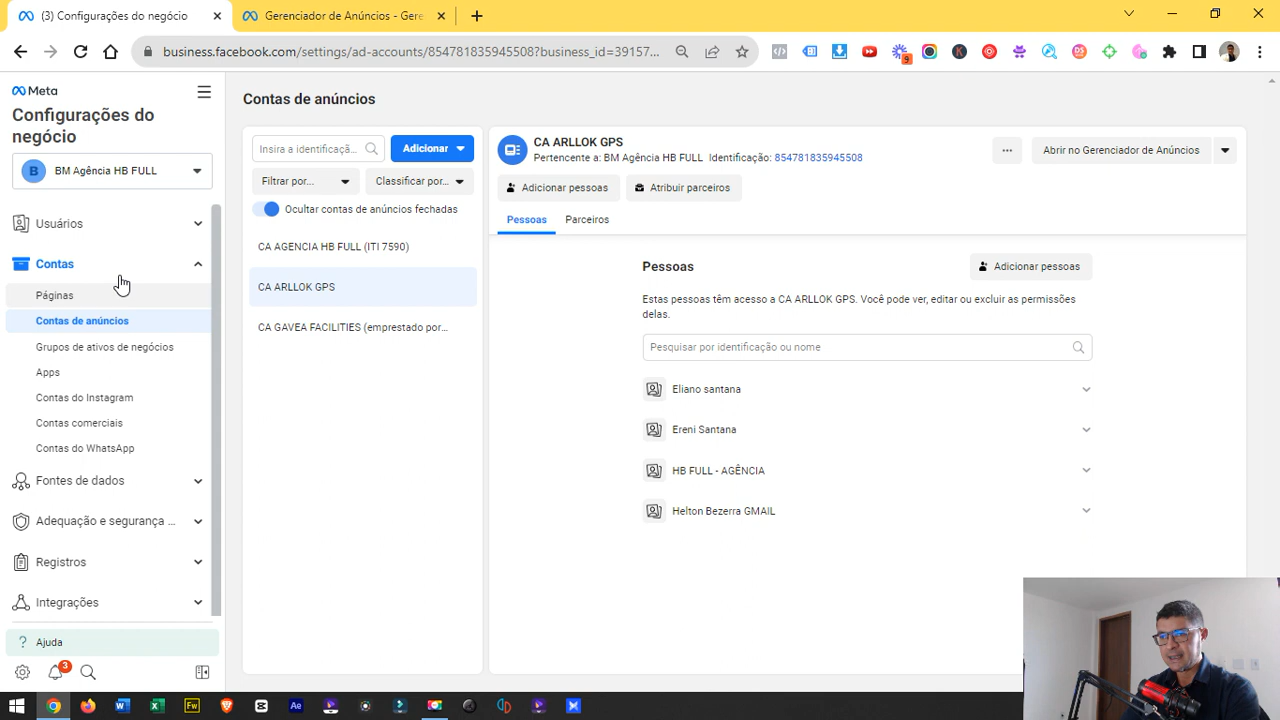 (3) Configurações do negócio
Gerenciador de Anúncios - Gere
business.facebook.com/settings/ad-accounts/854781835945508?business_id=39157...
9
Meta
Configurações do
negócio
B BM Agência HB FULL
Usuários
Contas
Páginas
Contas de anúncios
Grupos de ativos de negócios
Apps
Contas do Instagram
Contas comerciais
Contas do WhatsApp
Fontes de dados
Adequação e segurança ...
Registros
Integrações
? Ajuda
3
Contas de anúncios
Insira a identificaçã...
Adicionar
Filtrar por...
Classificar por...
Ocultar contas de anúncios fechadas
CA AGENCIA HB FULL (ITI 7590)
CA ARLLOK GPS
CA GAVEA FACILITIES (emprestado por...
CA ARLLOK GPS
Pertencente a: BM Agência HB FULL Identificação: 854781835945508
...
Abrir no Gerenciador de Anúncios
Adicionar pessoas
Atribuir parceiros
Pessoas
Parceiros
Pessoas
Adicionar pessoas
Estas pessoas têm acesso a CA ARLLOK GPS. Você pode ver, editar ou excluir as permissões
delas.
Pesquisar por identificação ou nome
Eliano santana
Ereni Santana
HB FULL - AGÊNCIA
Helton Bezerra GMAIL